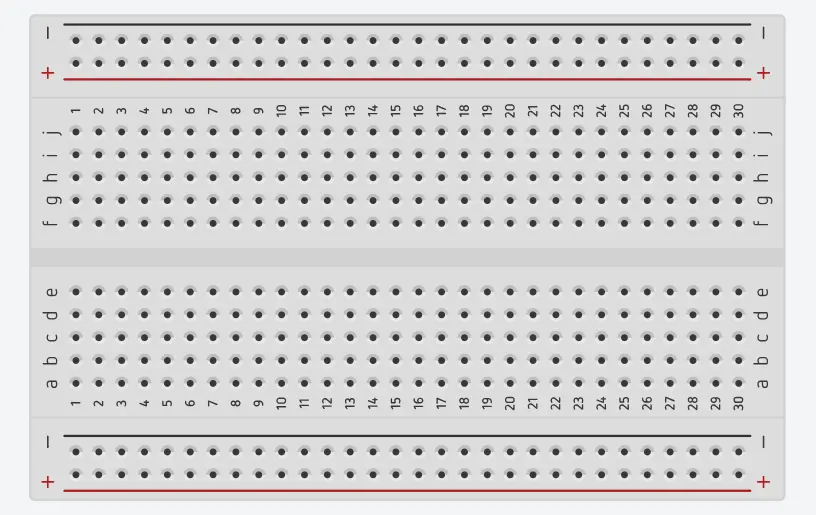 − −
+ +
1 2 3 4 5 6 7 8 9 10 11 12 13 14 15 16 17 18 19 20 21 22 23 24 25 26 27 28 29 30
j j
i i
h h
g g
f f
e e
d d
c c
b b
a a
1 2 3 4 5 6 7 8 9 10 11 12 13 14 15 16 17 18 19 20 21 22 23 24 25 26 27 28 29 30
− −
+ +